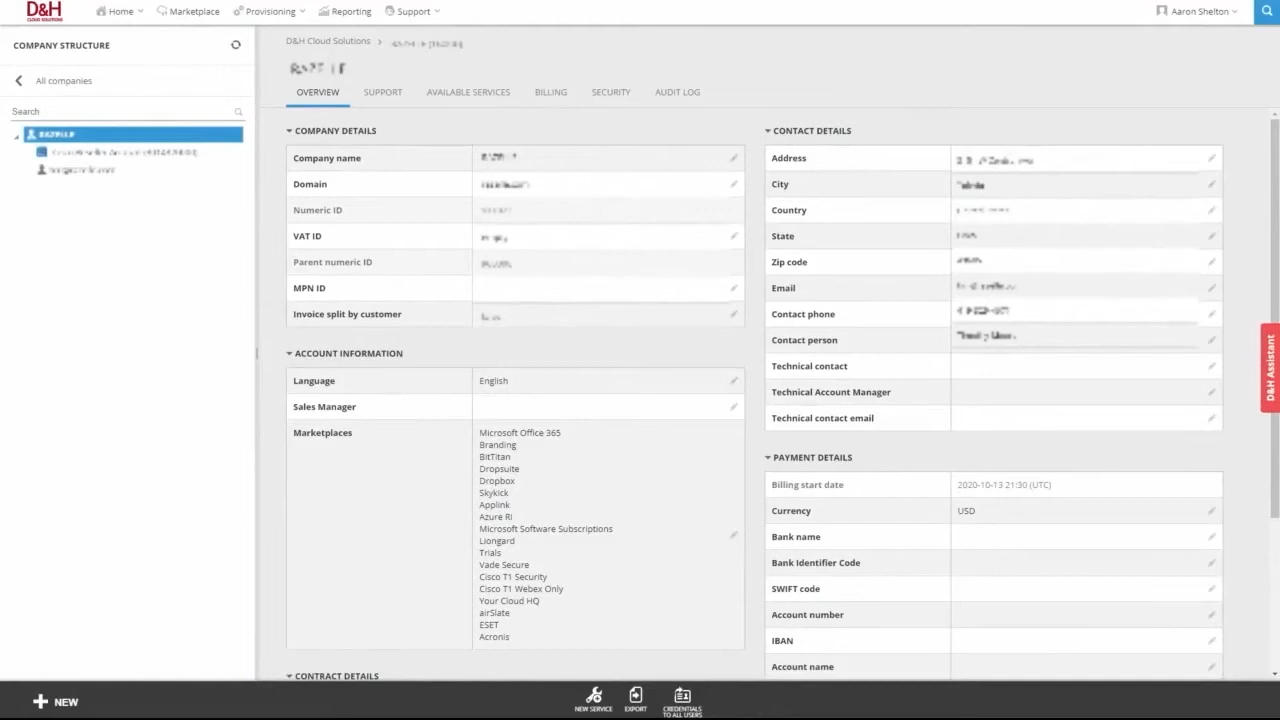 D&H
CLOUD SOLUTIONS
Home
Marketplace
Provisioning
Reporting
Support
Aaron Shelton
COMPANY STRUCTURE
All companies
Search
D&H Cloud Solutions
OVERVIEW
SUPPORT
AVAILABLE SERVICES
BILLING
SECURITY
AUDIT LOG
COMPANY DETAILS
Company name
Domain
Numeric ID
VAT ID
Parent numeric ID
MPN ID
Invoice split by customer
ACCOUNT INFORMATION
Language English
Sales Manager
Marketplaces Microsoft Office 365
Branding
BitTitan
Dropsuite
Dropbox
Skykick
Applink
Azure RI
Microsoft Software Subscriptions
Liongard
Trials
Vade Secure
Cisco T1 Security
Cisco T1 Webex Only
Your Cloud HQ
airSlate
ESET
Acronis
CONTRACT DETAILS
CONTACT DETAILS
Address
City
Country
State
Zip code
Email
Contact phone
Contact person
Technical contact
Technical Account Manager
Technical contact email
PAYMENT DETAILS
Billing start date 2020-10-13 21:30 (UTC)
Currency USD
Bank name
Bank Identifier Code
SWIFT code
Account number
IBAN
Account name
D&H Assistant
NEW
NEW SERVICE
EXPORT
CREDENTIALS
TO ALL USERS